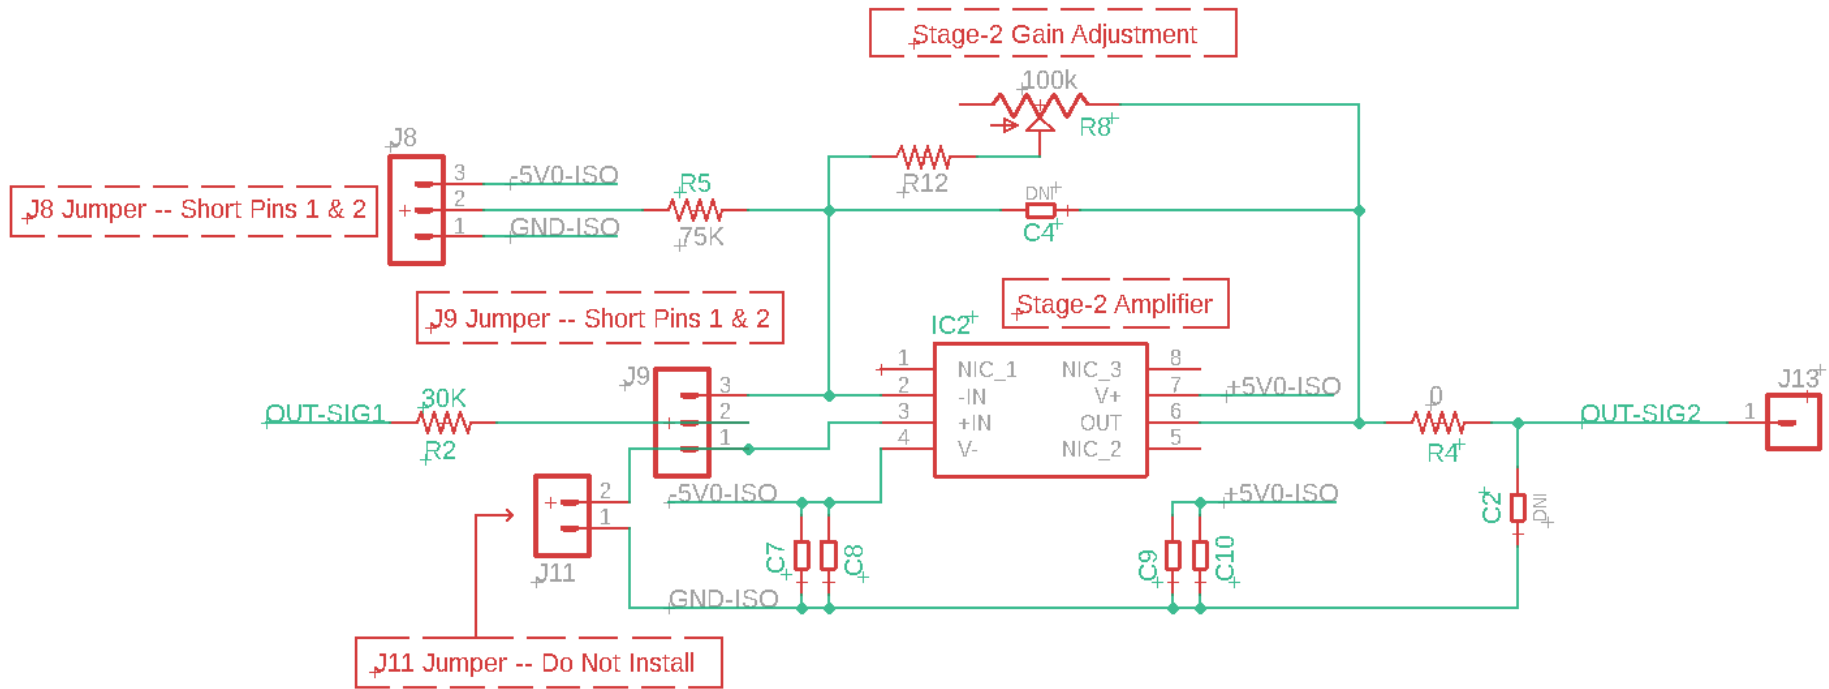 Stage-2 Gain Adjustment
100k
R8
J8
3
-5V0-ISO
2
1
GND-ISO
J8 Jumper -- Short Pins 1 & 2
R5
75K
R12
DNI
C4
J9 Jumper -- Short Pins 1 & 2
Stage-2 Amplifier
IC2
1
NIC_1
NIC_3
8
2
-IN
V+
7
+5V0-ISO
3
+IN
OUT
6
4
V-
NIC_2
5
J9
3
2
1
OUT-SIG1
30K
R2
0
R4
OUT-SIG2
1
J13
2
1
J11
-5V0-ISO
+5V0-ISO
C7
C8
C9
C10
C2
DNI
GND-ISO
J11 Jumper -- Do Not Install